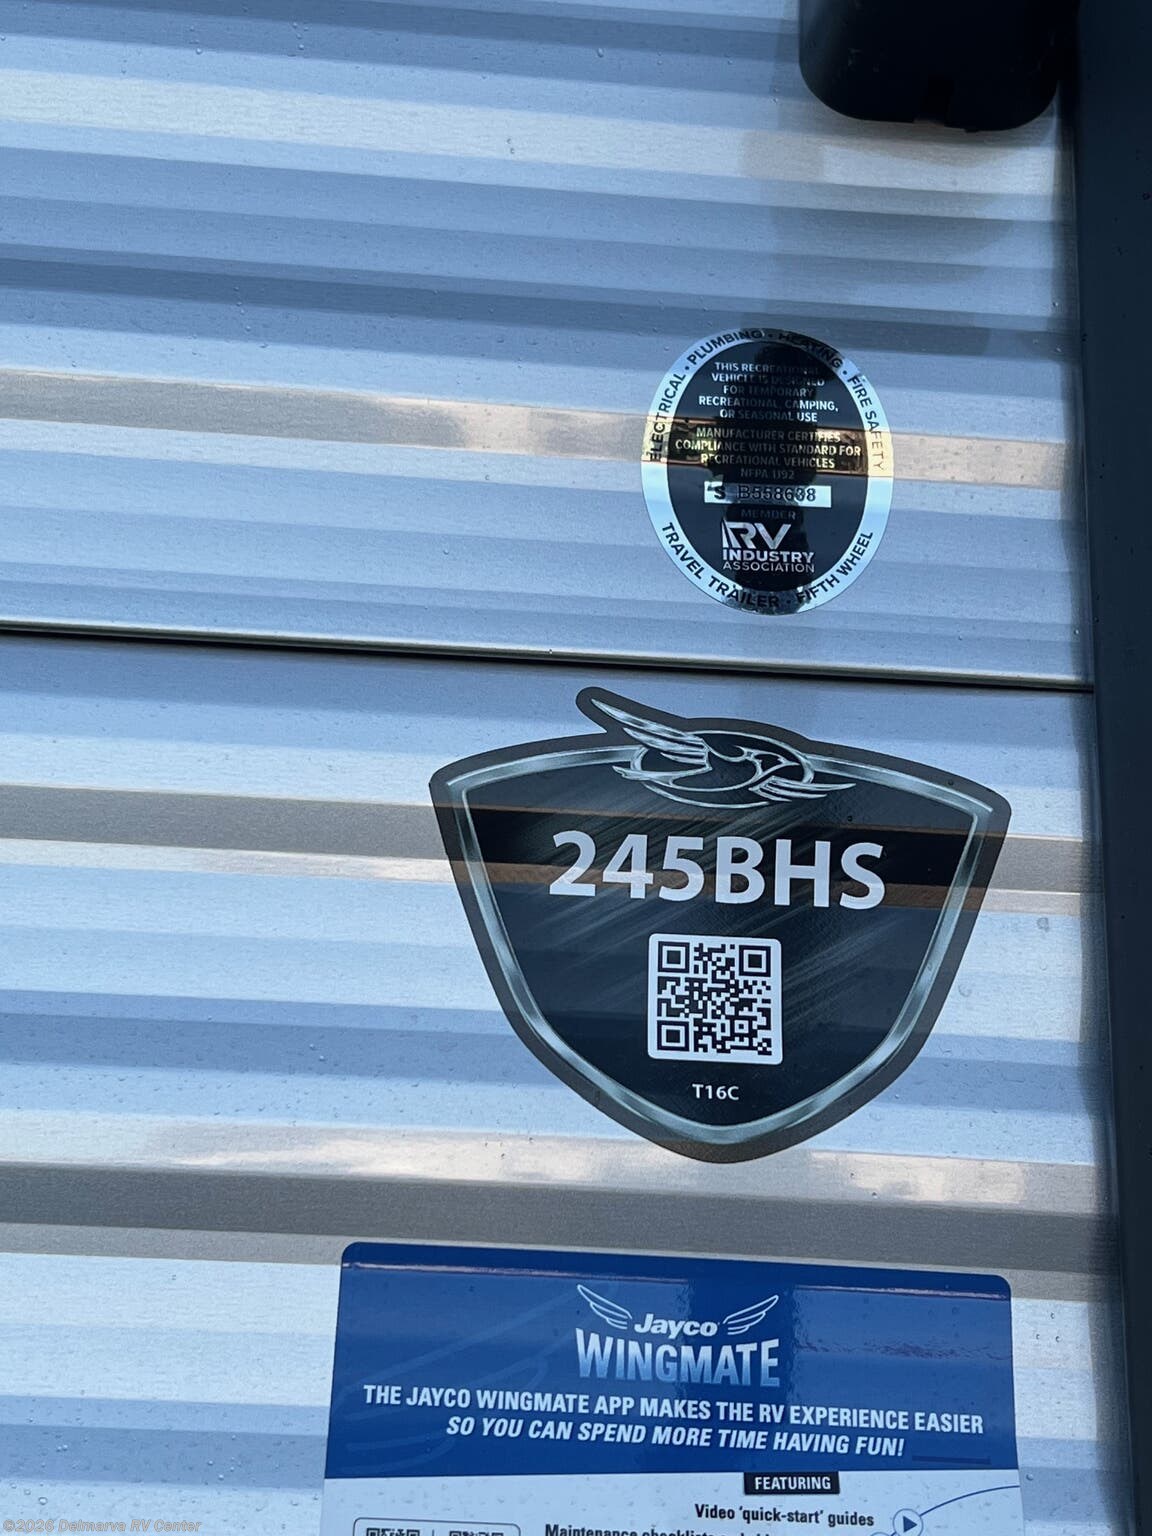 ELECTRICAL • PLUMBING • HEATING • FIRE SAFETY
THIS RECREATIONAL
VEHICLE IS DESIGNED
FOR TEMPORARY
RECREATIONAL, CAMPING,
OR SEASONAL USE
MANUFACTURER CERTIFIES
COMPLIANCE WITH STANDARD FOR
RECREATIONAL VEHICLES
NFPA 1192
S B558638
MEMBER
RV
INDUSTRY
ASSOCIATION
TRAVEL TRAILER • FIFTH WHEEL
245BHS
T16C
Jayco
WINGMATE
THE JAYCO WINGMATE APP MAKES THE RV EXPERIENCE EASIER
SO YOU CAN SPEND MORE TIME HAVING FUN!
FEATURING
Video 'quick-start' guides
Maintenance
©2026 Delmarva RV Center